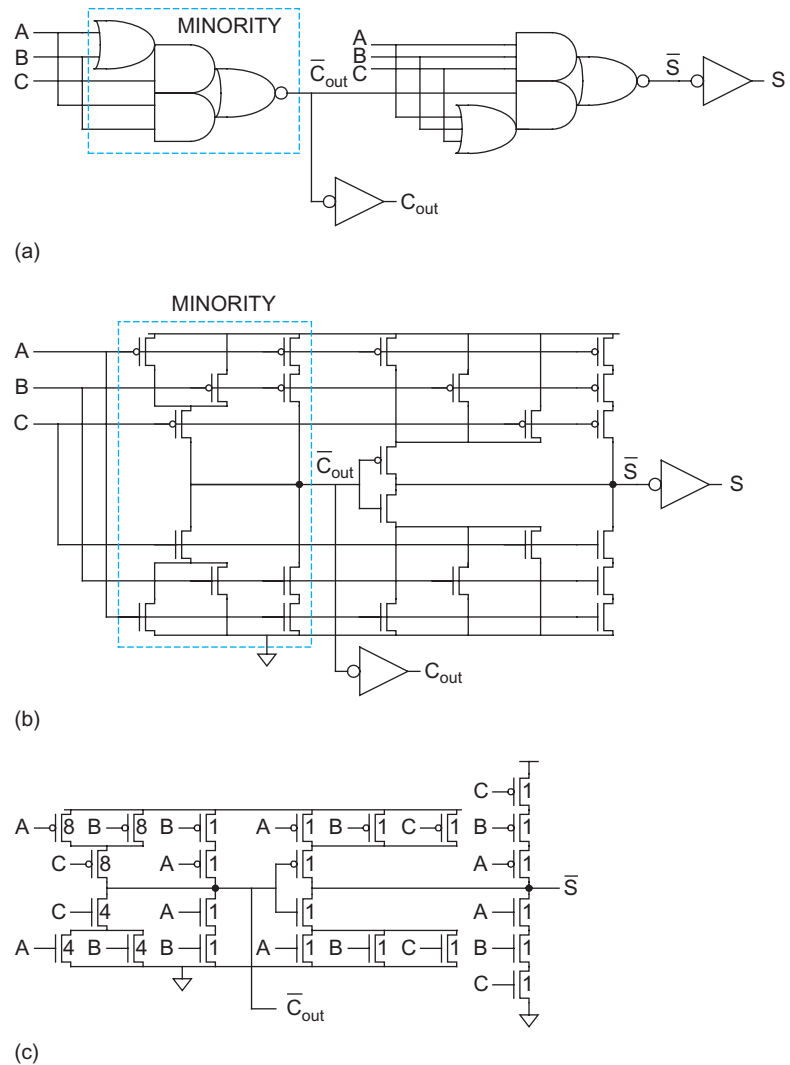 MINORITY
A
B
C
C̅out
A
B
C
S̅
S
Cout
(a)
MINORITY
A
B
C
C̅out
S̅
S
Cout
(b)
C 1
A 8 B 8 B 1 A 1 B 1 C 1 B 1
C 8 A 1 1 A 1
S̅
C 4 A 1 1 A 1
A 4 B 4 B 1 A 1 B 1 C 1 B 1
C 1
C̅out
(c)